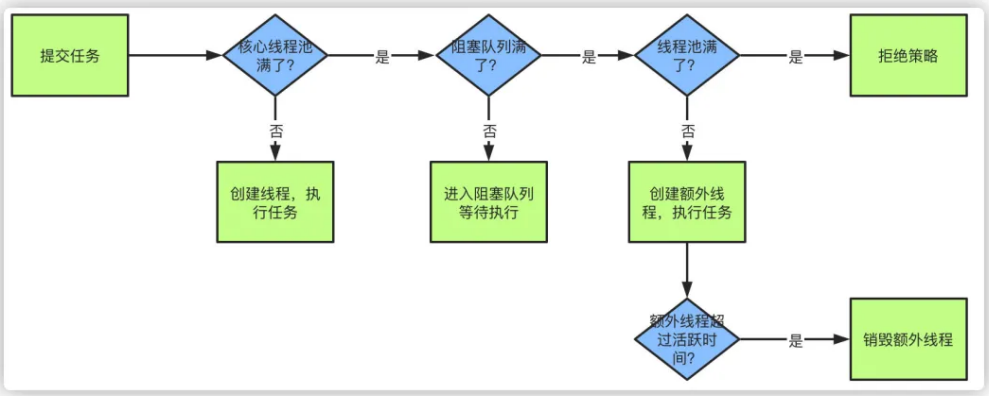 提交任务
核心线程池
满了?
是
阻塞队列满
了?
是
线程池满
了?
是
拒绝策略
否
否
否
创建线程，执
行任务
进入阻塞队列
等待执行
创建额外线
程，执行任务
额外线程超
过活跃时
间?
是
销毁额外线程